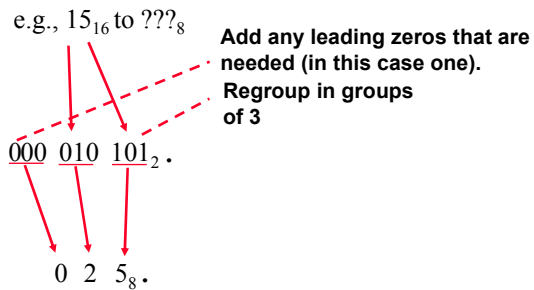 e.g., 15₁₆ to ???₈
Add any leading zeros that are
needed (in this case one).
Regroup in groups
of 3
000 010 101₂.
0 2 5₈.